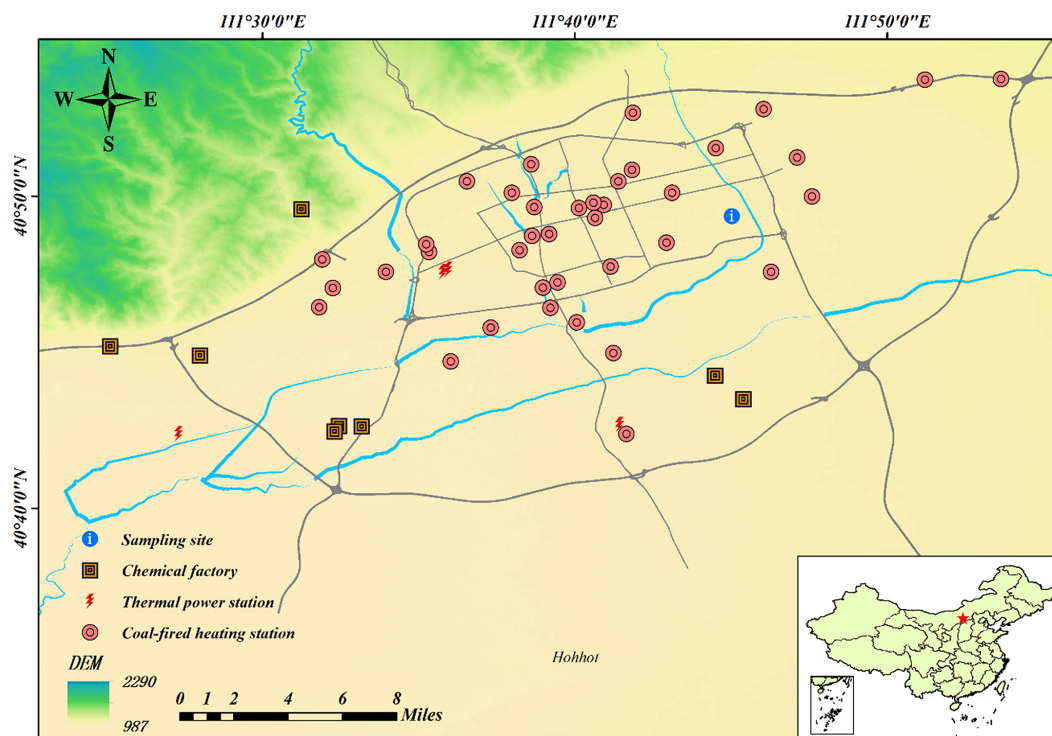 111°30'0"E 111°40'0"E 111°50'0"E
N
W E
S
40°50'0"N
40°40'0"N
i
Sampling site
Chemical factory
Thermal power station
Coal-fired heating station
DEM
2290
987
0 1 2 4 6 8
Miles
Hohhot